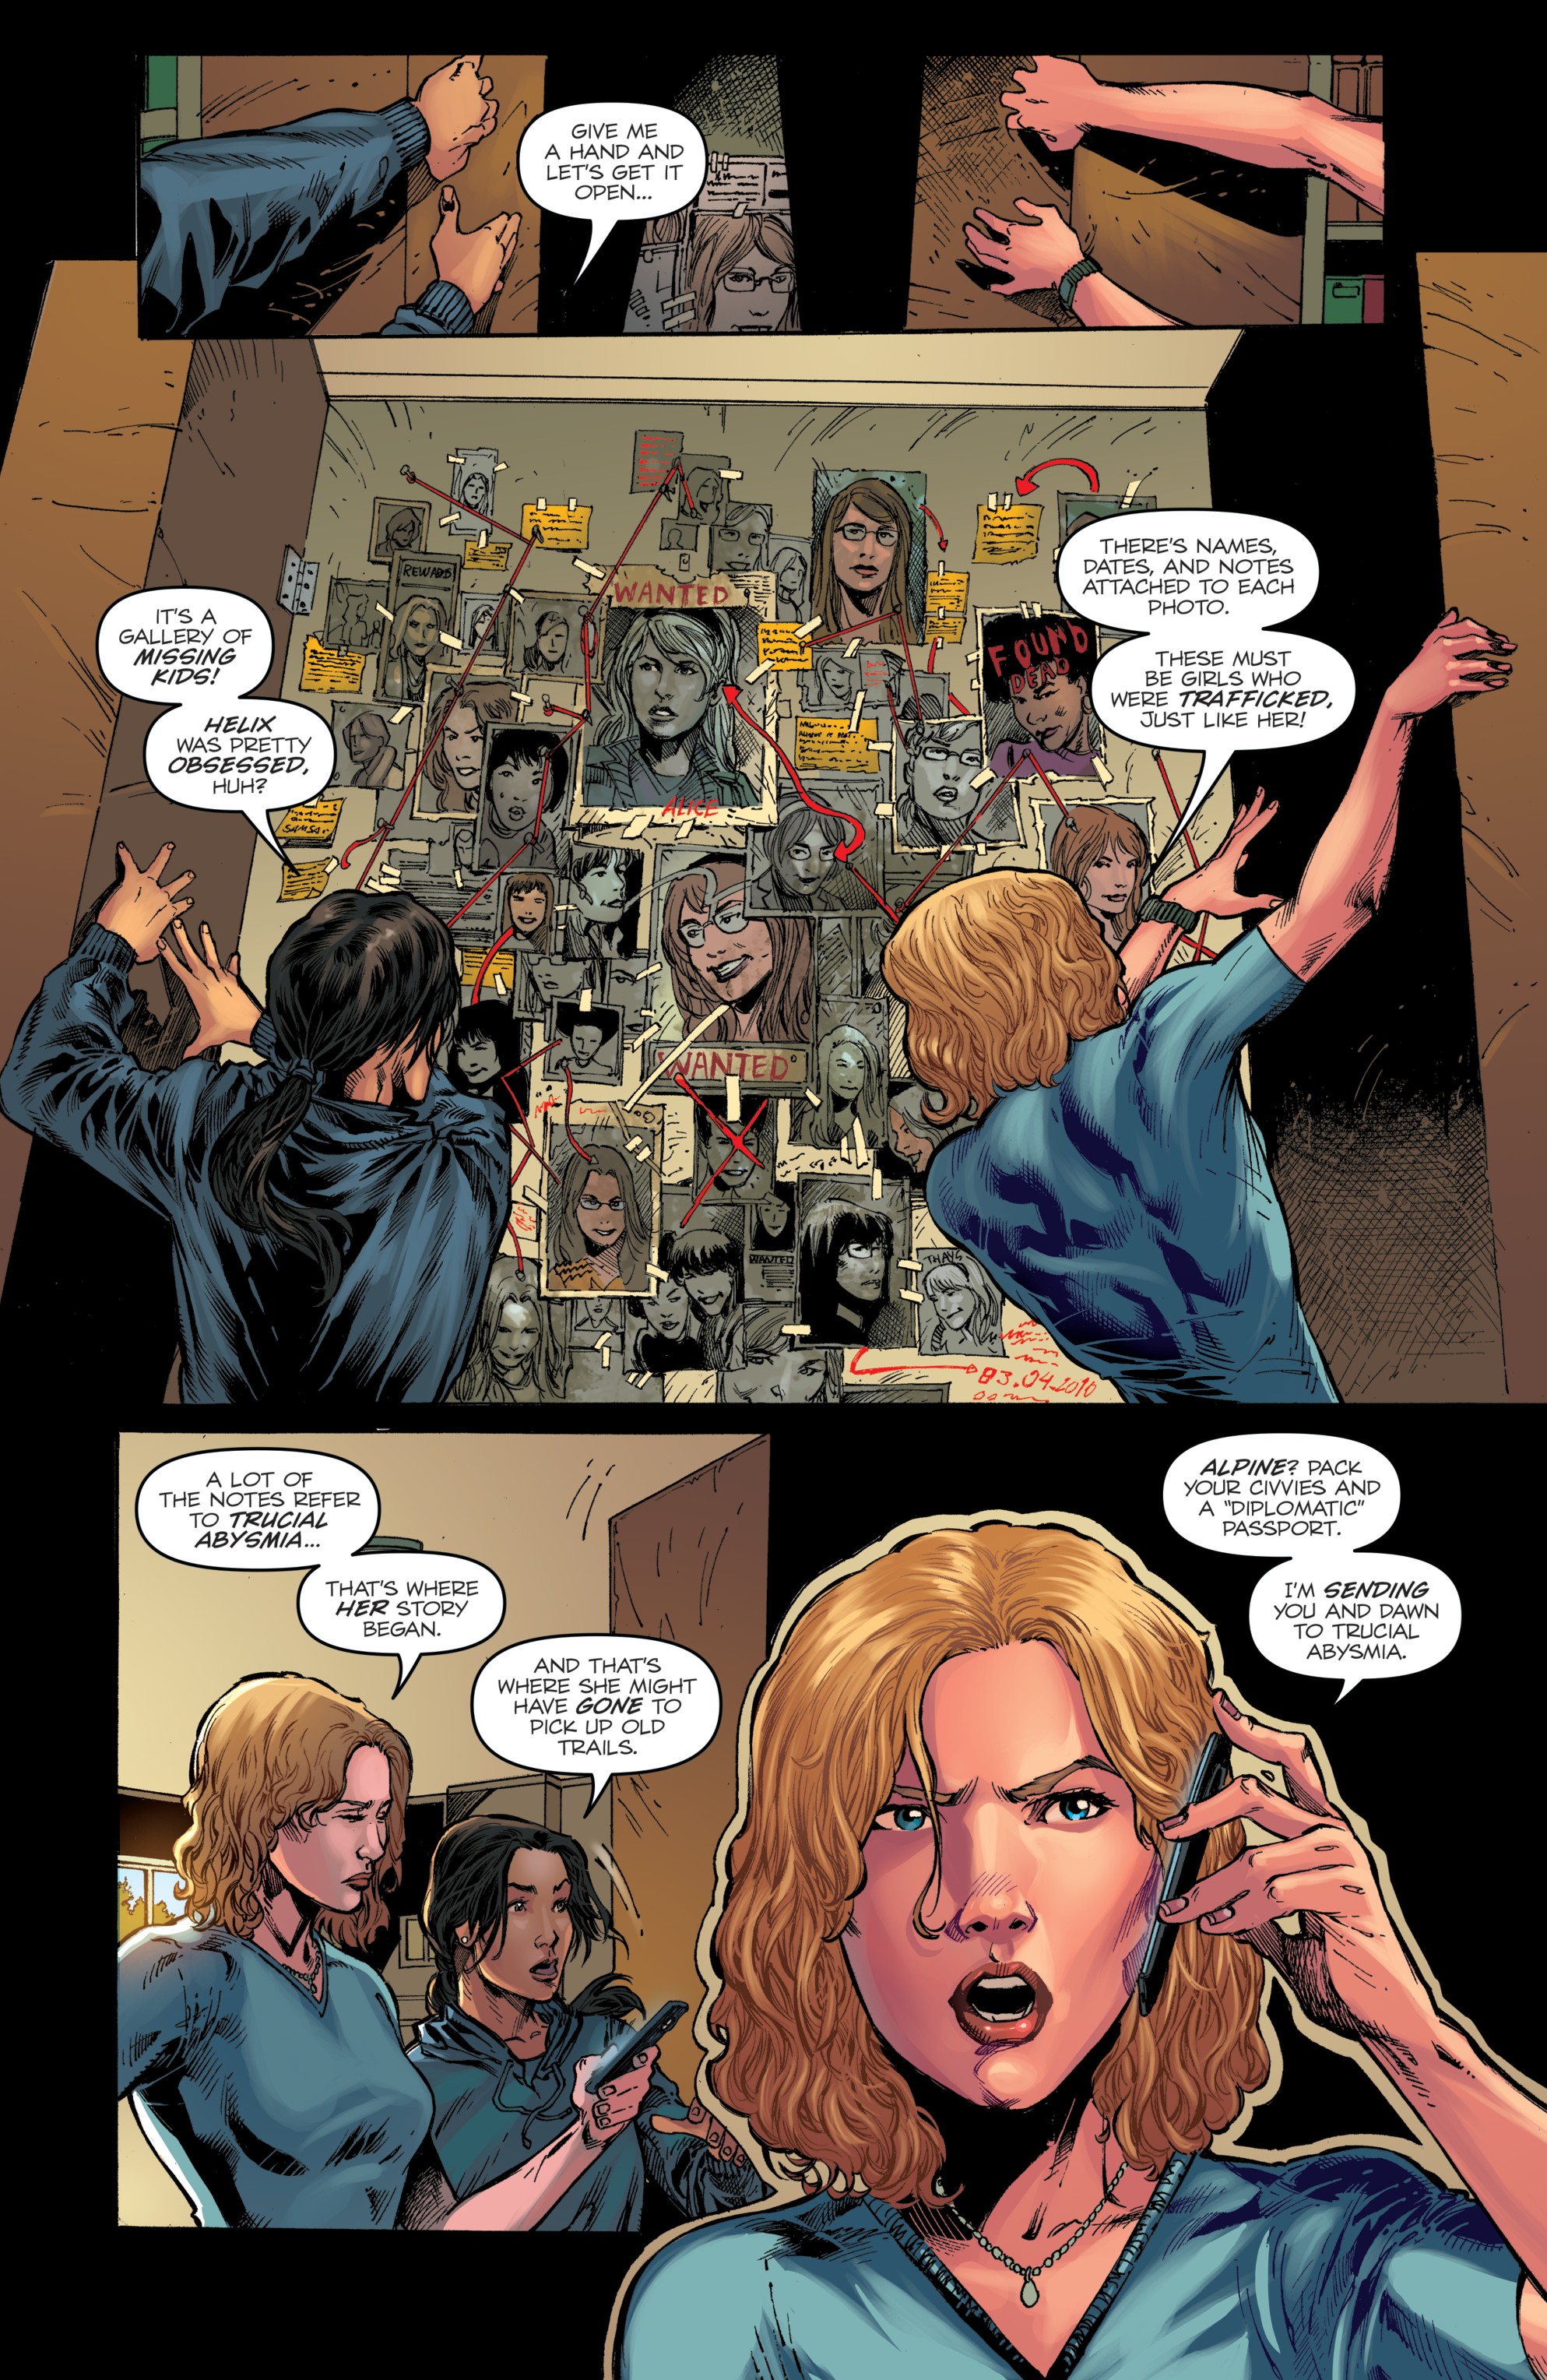 GIVE ME
A HAND AND
LET'S GET IT
OPEN...
IT'S A
GALLERY OF
MISSING
KIDS!
HELIX
WAS PRETTY
OBSESSED,
HUH?
THERE'S NAMES,
DATES, AND NOTES
ATTACHED TO EACH
PHOTO.
THESE MUST
BE GIRLS WHO
WERE TRAFFICKED,
JUST LIKE HER!
WANTED
ALICE
FOUND
DEAD
WANTED
WANTED
03.04.2010
A LOT OF
THE NOTES REFER
TO TRUCIAL
ABYSMIA...
THAT'S WHERE
HER STORY
BEGAN.
AND THAT'S
WHERE SHE MIGHT
HAVE GONE TO
PICK UP OLD
TRAILS.
ALPINE? PACK
YOUR CIVVIES AND
A "DIPLOMATIC"
PASSPORT.
I'M SENDING
YOU AND DAWN
TO TRUCIAL
ABYSMIA.